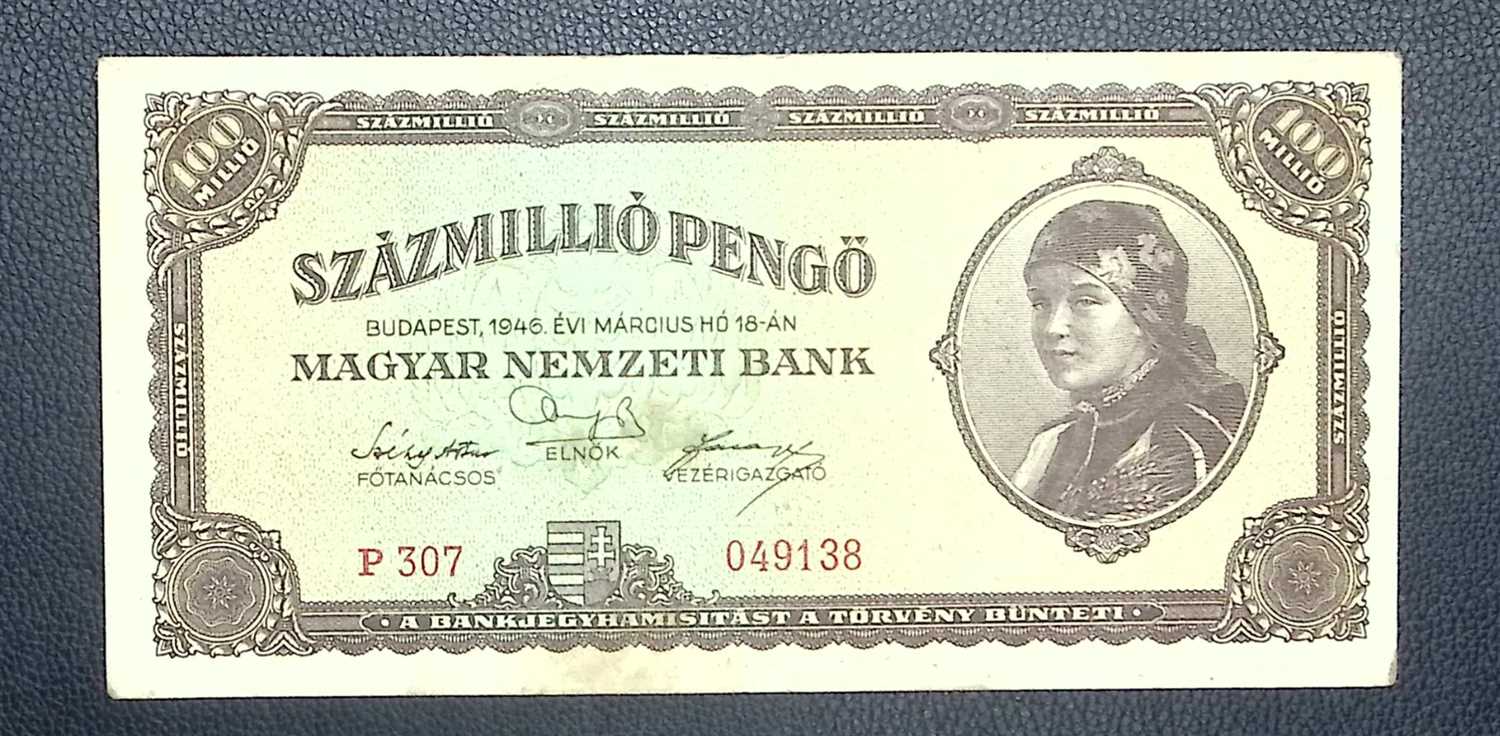 SZÁZMILLIÓ SZÁZMILLIÓ SZÁZMILLIÓ SZÁZMILLIÓ
100 MILLIÓ
100 MILLIÓ
SZÁZMILLIÓ PENGŐ
BUDAPEST, 1946. ÉVI MÁRCIUS HÓ 18-ÁN
MAGYAR NEMZETI BANK
FŐTANÁCSOS
ELNÖK
VEZÉRIGAZGATÓ
SZÁZMILLIÓ
SZÁZMILLIÓ
P 307
049138
· A BANKJEGYHAMISITÁST A TÖRVÉNY BÜNTETI ·